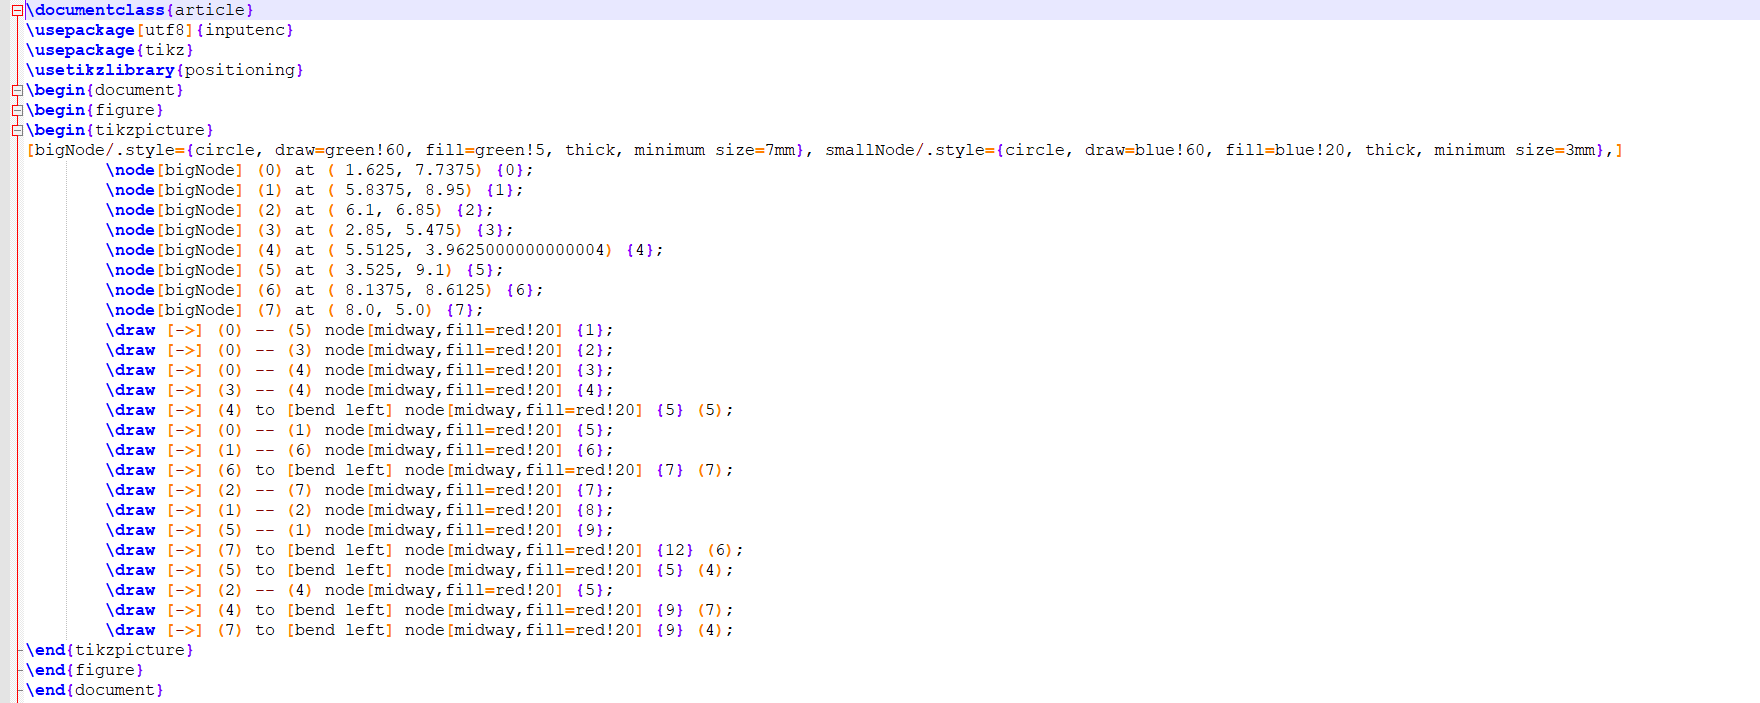 \documentclass{article}
\usepackage[utf8]{inputenc}
\usepackage{tikz}
\usetikzlibrary{positioning}
\begin{document}
\begin{figure}
\begin{tikzpicture}
[bigNode/.style={circle, draw=green!60, fill=green!5, thick, minimum size=7mm}, smallNode/.style={circle, draw=blue!60, fill=blue!20, thick, minimum size=3mm},]
\node[bigNode] (0) at ( 1.625, 7.7375) {0};
\node[bigNode] (1) at ( 5.8375, 8.95) {1};
\node[bigNode] (2) at ( 6.1, 6.85) {2};
\node[bigNode] (3) at ( 2.85, 5.475) {3};
\node[bigNode] (4) at ( 5.5125, 3.9625000000000004) {4};
\node[bigNode] (5) at ( 3.525, 9.1) {5};
\node[bigNode] (6) at ( 8.1375, 8.6125) {6};
\node[bigNode] (7) at ( 8.0, 5.0) {7};
\draw [->] (0) -- (5) node[midway,fill=red!20] {1};
\draw [->] (0) -- (3) node[midway,fill=red!20] {2};
\draw [->] (0) -- (4) node[midway,fill=red!20] {3};
\draw [->] (3) -- (4) node[midway,fill=red!20] {4};
\draw [->] (4) to [bend left] node[midway,fill=red!20] {5} (5);
\draw [->] (0) -- (1) node[midway,fill=red!20] {5};
\draw [->] (1) -- (6) node[midway,fill=red!20] {6};
\draw [->] (6) to [bend left] node[midway,fill=red!20] {7} (7);
\draw [->] (2) -- (7) node[midway,fill=red!20] {7};
\draw [->] (1) -- (2) node[midway,fill=red!20] {8};
\draw [->] (5) -- (1) node[midway,fill=red!20] {9};
\draw [->] (7) to [bend left] node[midway,fill=red!20] {12} (6);
\draw [->] (5) to [bend left] node[midway,fill=red!20] {5} (4);
\draw [->] (2) -- (4) node[midway,fill=red!20] {5};
\draw [->] (4) to [bend left] node[midway,fill=red!20] {9} (7);
\draw [->] (7) to [bend left] node[midway,fill=red!20] {9} (4);
\end{tikzpicture}
\end{figure}
\end{document}